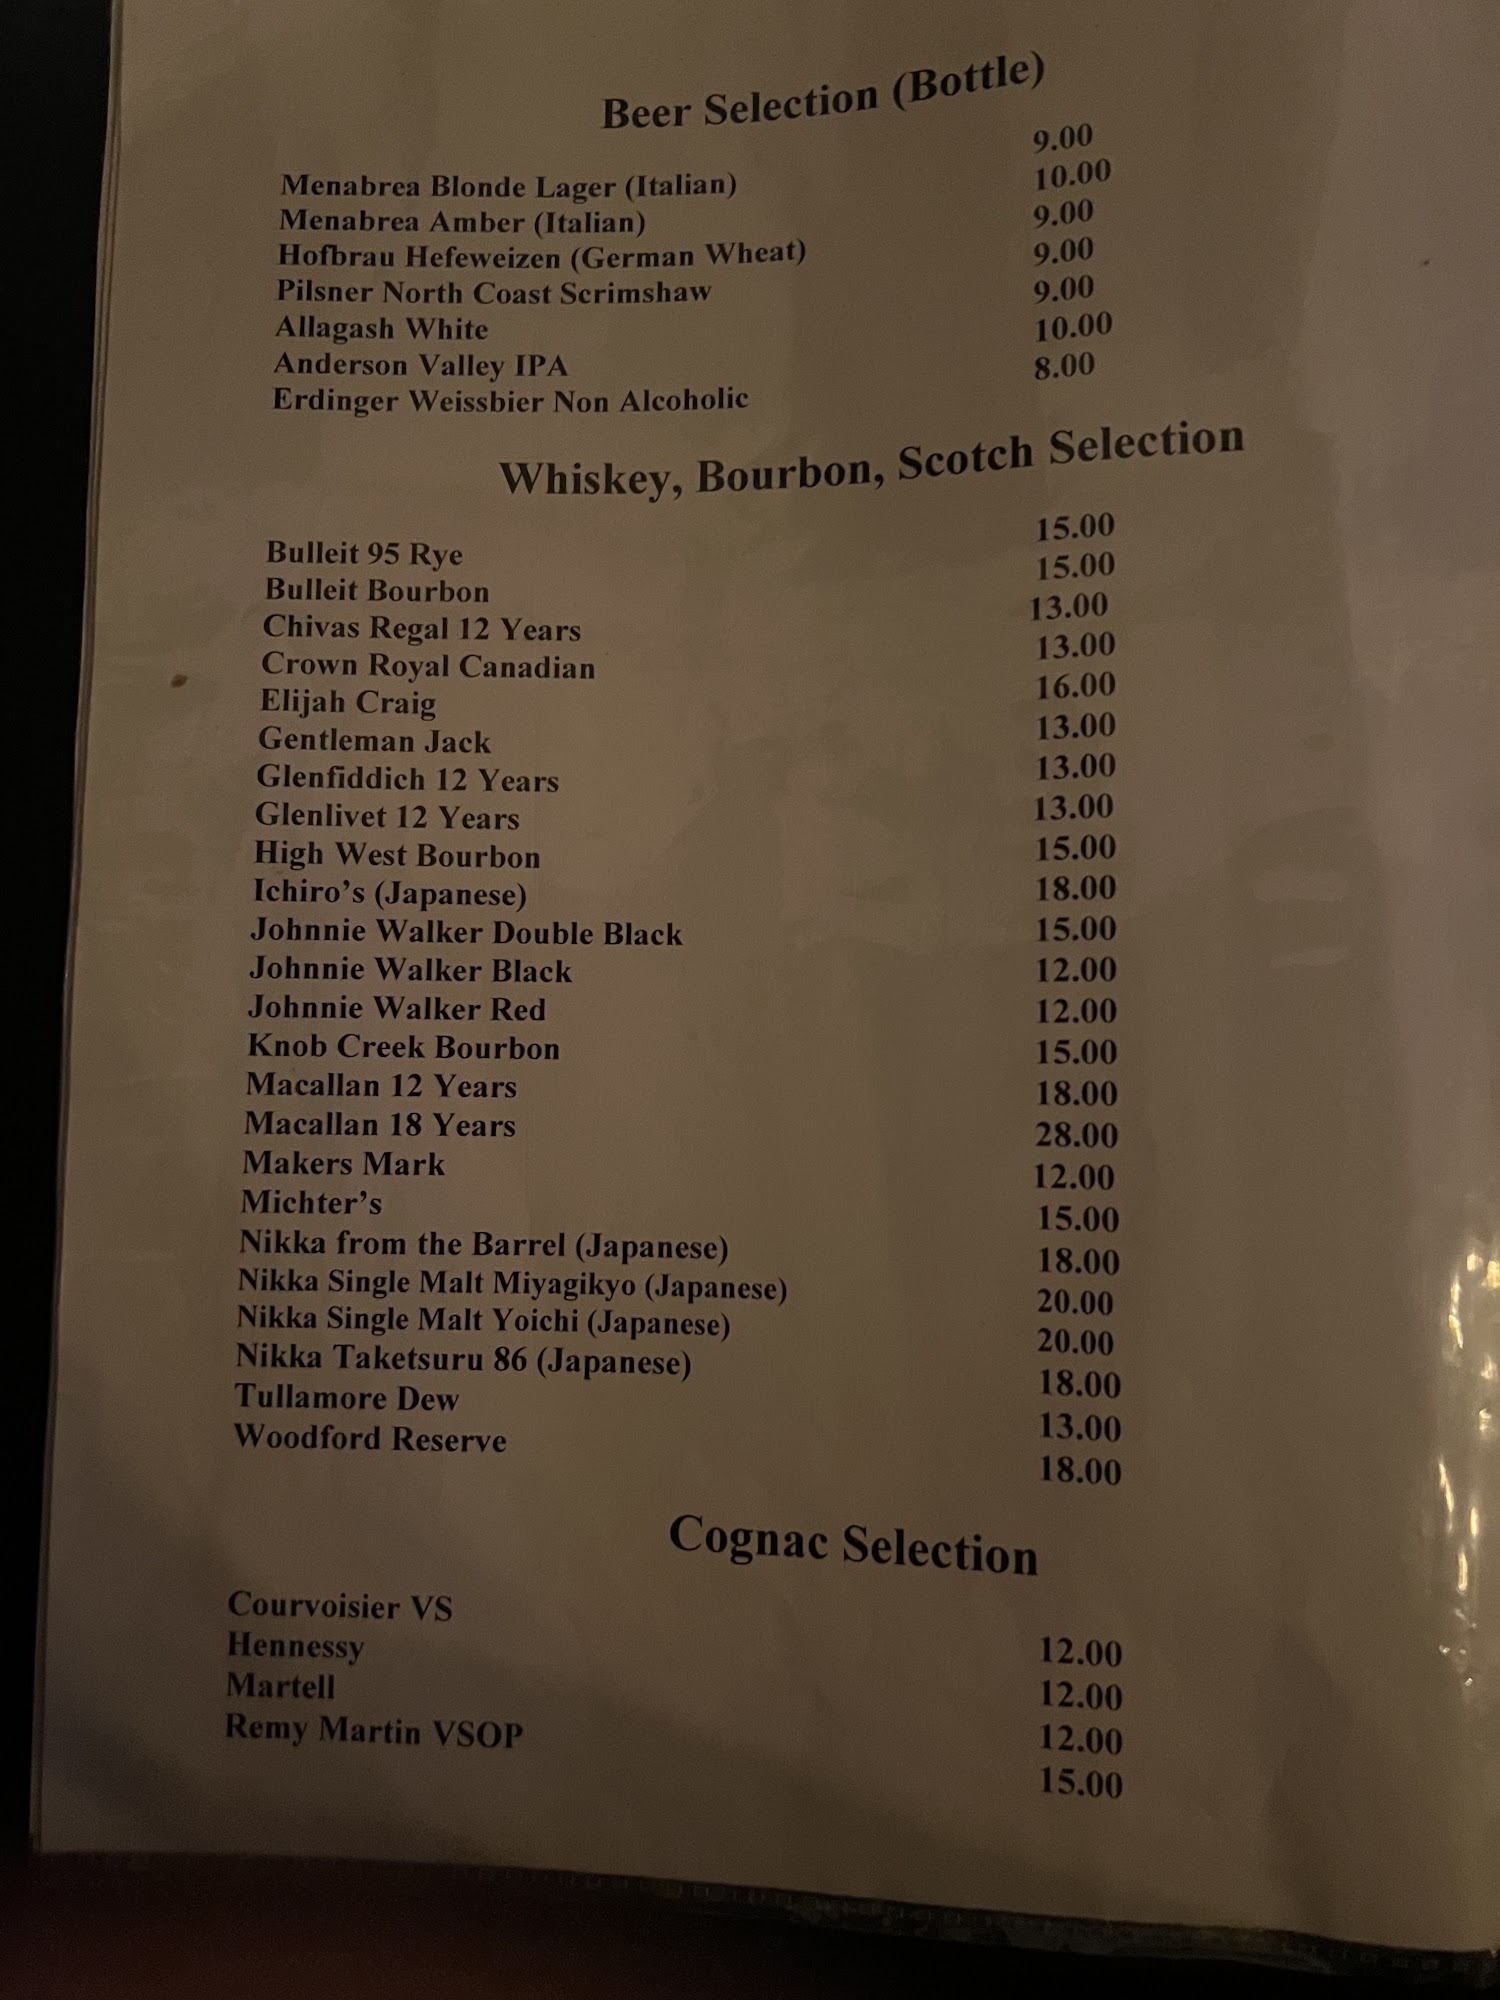 Beer Selection (Bottle)
Menabrea Blonde Lager (Italian) 9.00
Menabrea Amber (Italian) 10.00
Hofbrau Hefeweizen (German Wheat) 9.00
Pilsner North Coast Scrimshaw 9.00
Allagash White 9.00
Anderson Valley IPA 10.00
Erdinger Weissbier Non Alcoholic 8.00
Whiskey, Bourbon, Scotch Selection
Bulleit 95 Rye 15.00
Bulleit Bourbon 15.00
Chivas Regal 12 Years 13.00
Crown Royal Canadian 13.00
Elijah Craig 16.00
Gentleman Jack 13.00
Glenfiddich 12 Years 13.00
Glenlivet 12 Years 13.00
High West Bourbon 15.00
Ichiro’s (Japanese) 18.00
Johnnie Walker Double Black 15.00
Johnnie Walker Black 12.00
Johnnie Walker Red 12.00
Knob Creek Bourbon 15.00
Macallan 12 Years 18.00
Macallan 18 Years 28.00
Makers Mark 12.00
Michter’s 15.00
Nikka from the Barrel (Japanese) 18.00
Nikka Single Malt Miyagikyo (Japanese) 20.00
Nikka Single Malt Yoichi (Japanese) 20.00
Nikka Taketsuru 86 (Japanese) 18.00
Tullamore Dew 13.00
Woodford Reserve 18.00
Cognac Selection
Courvoisier VS 12.00
Hennessy 12.00
Martell 12.00
Remy Martin VSOP 15.00